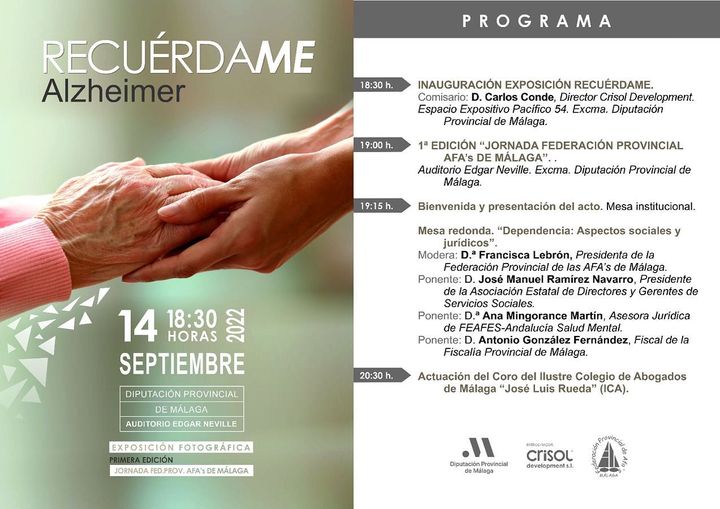 RECUÉRDAME
Alzheimer
14 18:30
HORAS 2022
SEPTIEMBRE
DIPUTACIÓN PROVINCIAL
DE MÁLAGA
AUDITORIO EDGAR NEVILLE
EXPOSICIÓN FOTOGRÁFICA
PRIMERA EDICIÓN
JORNADA FED.PROV. AFA's DE MÁLAGA
PROGRAMA
18:30 h. INAUGURACIÓN EXPOSICIÓN RECUÉRDAME.
Comisario: D. Carlos Conde, Director Crisol Development.
Espacio Expositivo Pacífico 54. Excma. Diputación
Provincial de Málaga.
19:00 h. 1ª EDICIÓN “JORNADA FEDERACIÓN PROVINCIAL
AFA's DE MÁLAGA”. .
Auditorio Edgar Neville. Excma. Diputación Provincial de
Málaga.
19:15 h. Bienvenida y presentación del acto. Mesa institucional.
Mesa redonda. “Dependencia: Aspectos sociales y
jurídicos”.
Modera: D.ª Francisca Lebrón, Presidenta de la
Federación Provincial de las AFA's de Málaga.
Ponente: D. José Manuel Ramírez Navarro, Presidente
de la Asociación Estatal de Directores y Gerentes de
Servicios Sociales.
Ponente: D.ª Ana Mingorance Martín, Asesora Jurídica
de FEAFES-Andalucía Salud Mental.
Ponente: D. Antonio González Fernández, Fiscal de la
Fiscalía Provincial de Málaga.
20:30 h. Actuación del Coro del Ilustre Colegio de Abogados
de Málaga “José Luis Rueda” (ICA).
Diputación Provincial
de Málaga
CRISOL
development s.l.
Federación Provincial de Afa's
MÁLAGA